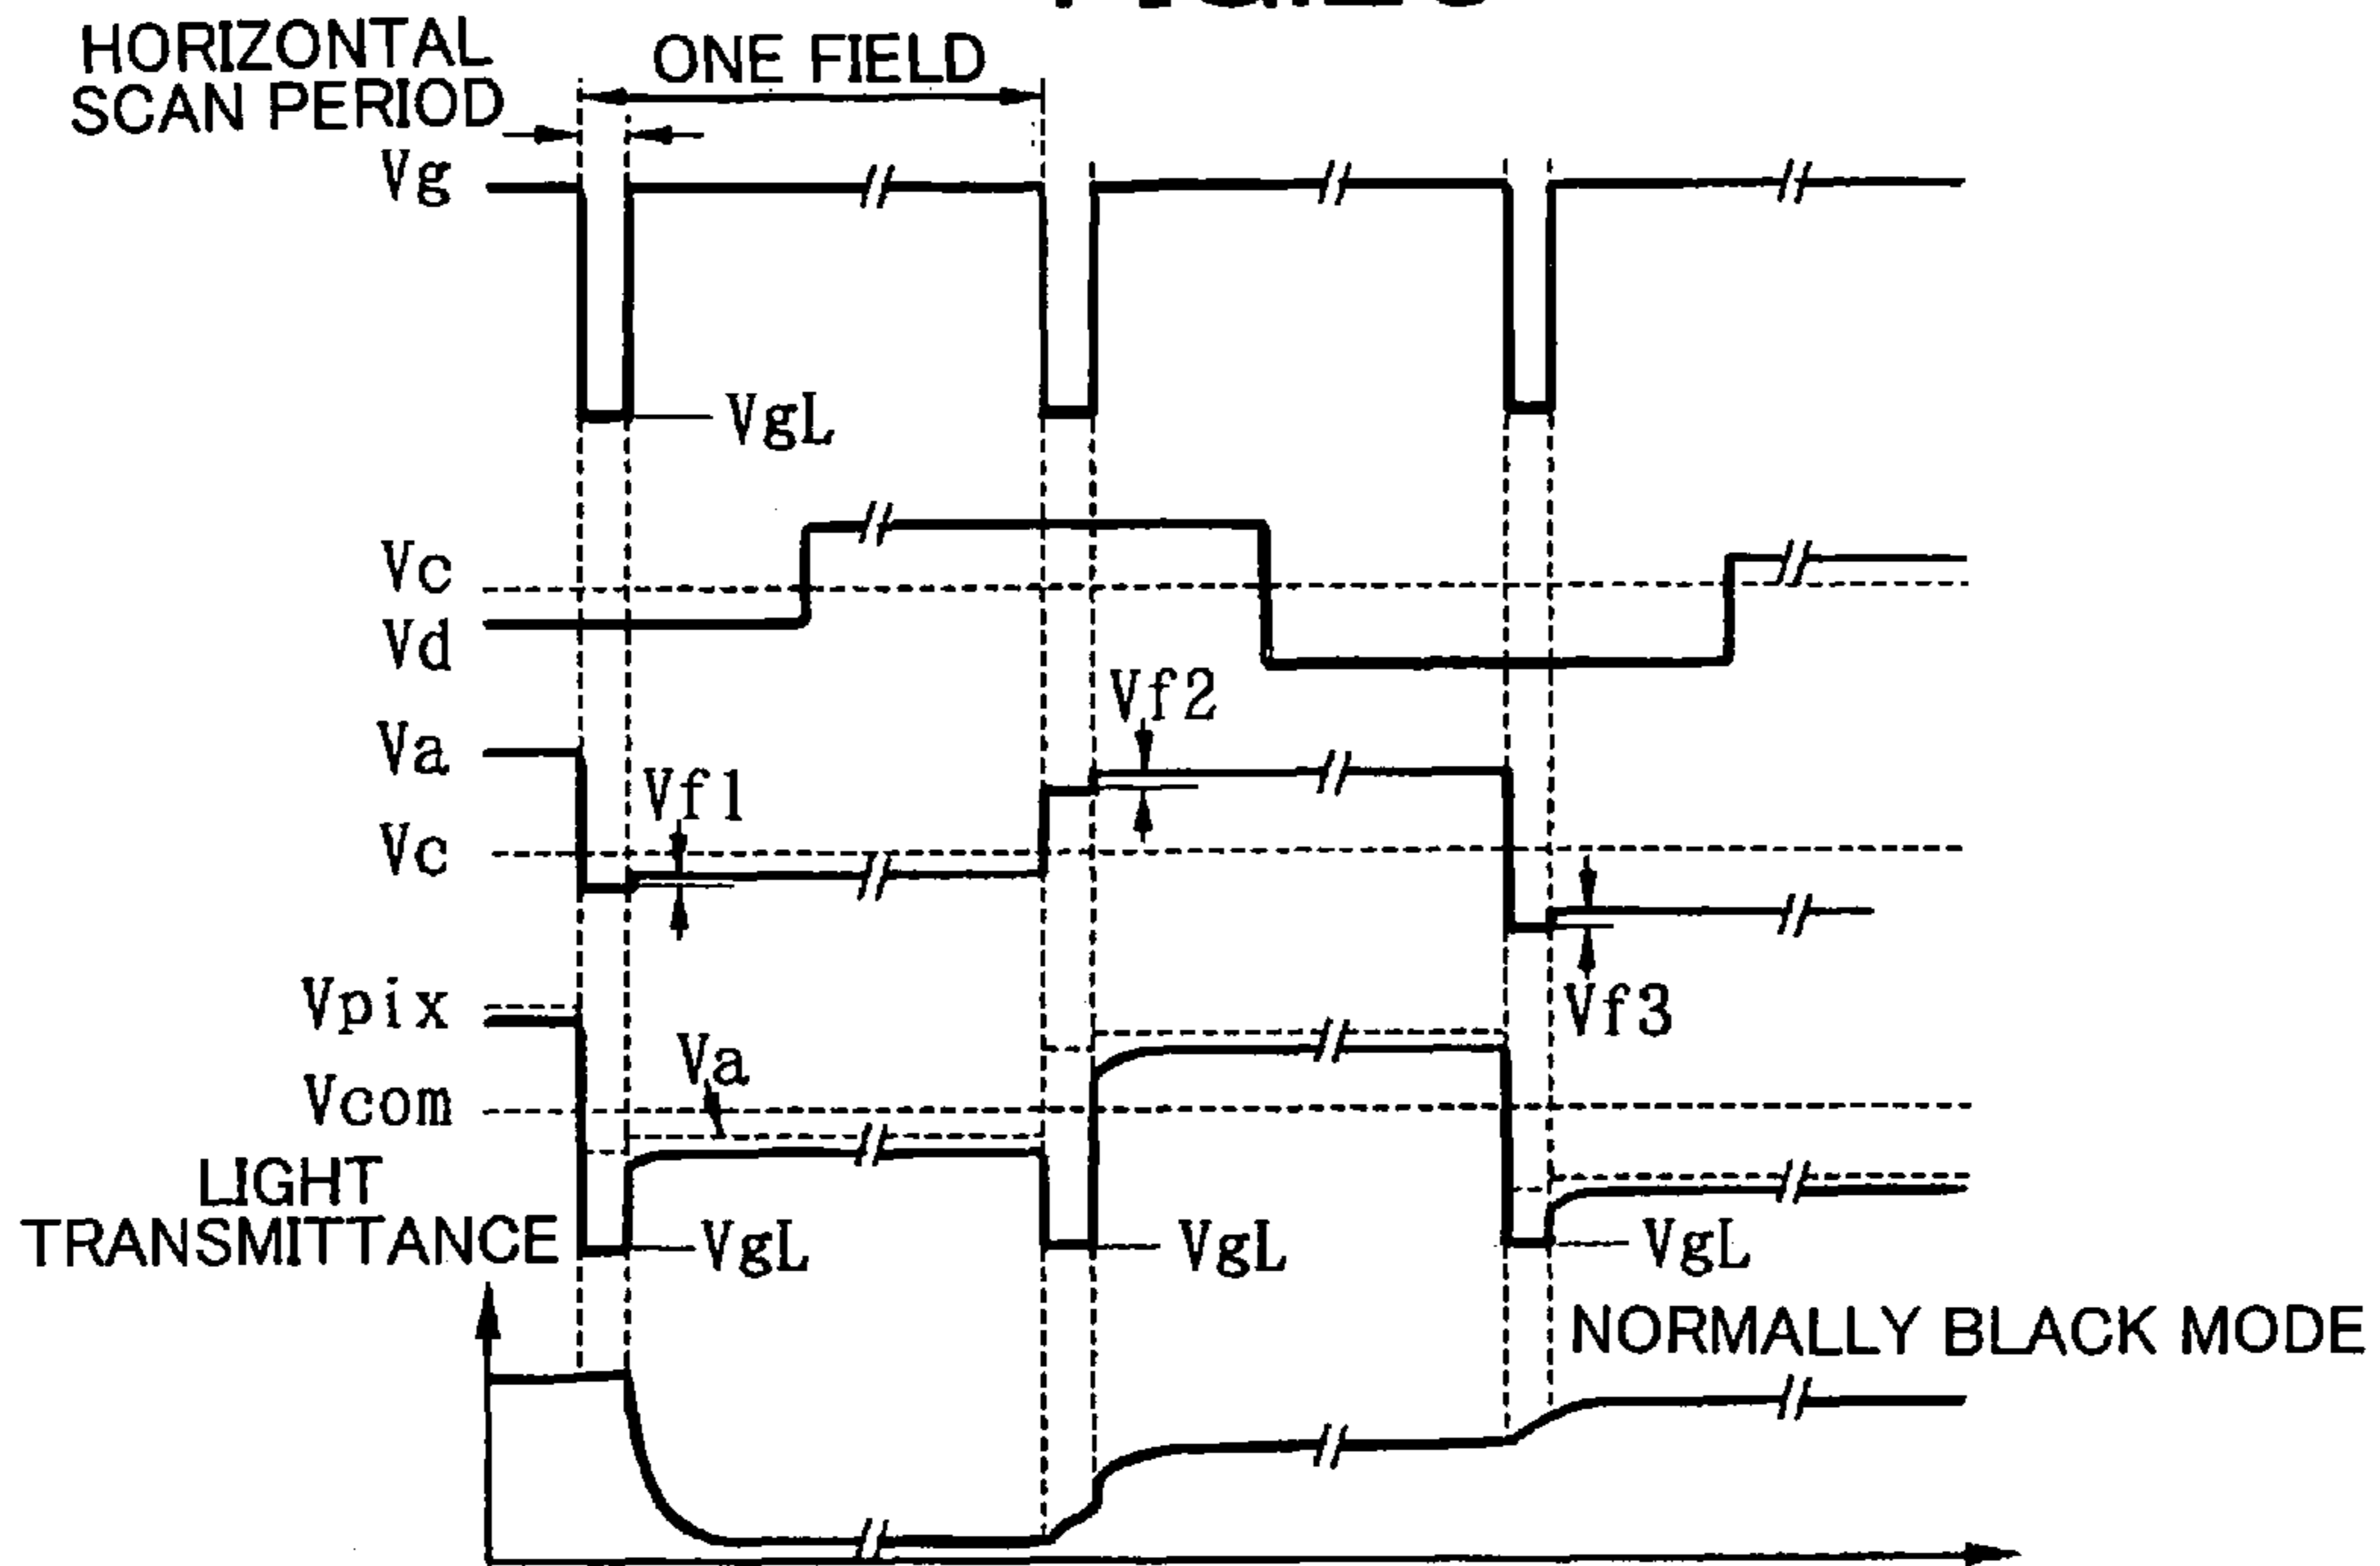 HORIZONTAL
SCAN PERIOD
ONE FIELD
Vg
VgL
Vc
Vd
Vf2
Va
Vf1
Vc
Vpix
Vf3
Va
Vcom
LIGHT
TRANSMITTANCE
VgL
VgL
VgL
NORMALLY BLACK MODE